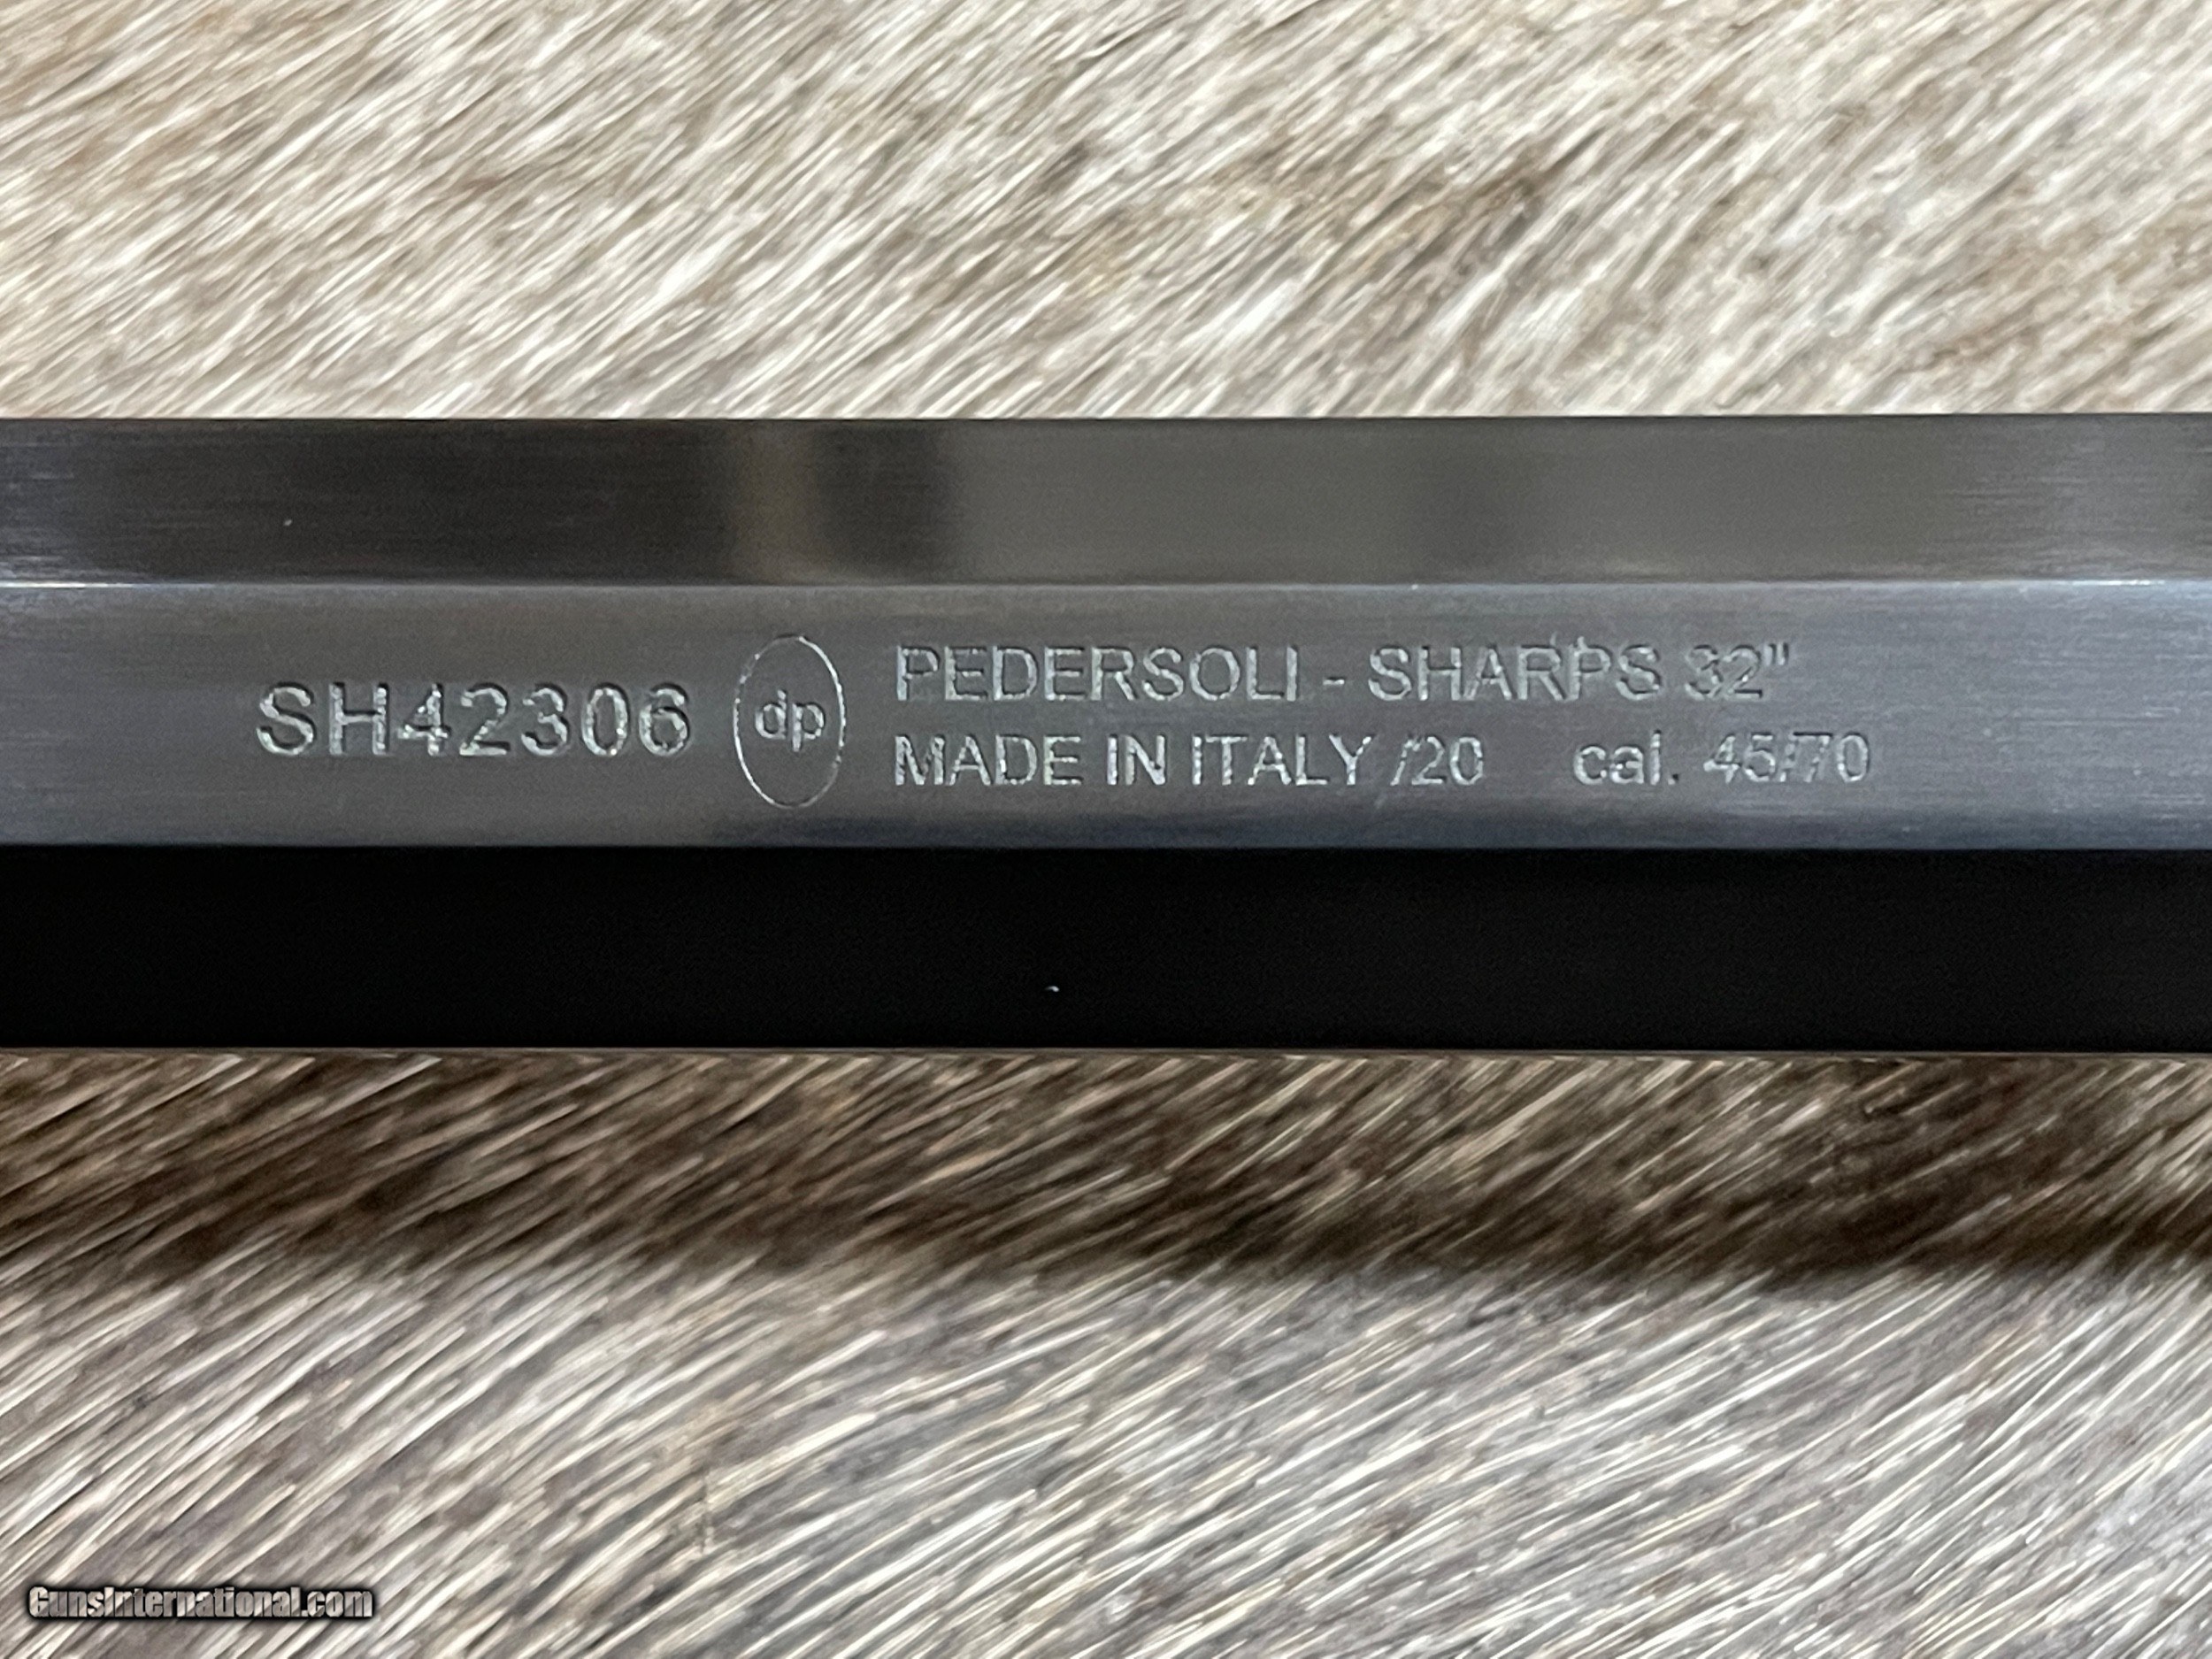 SH42306
dp
PEDERSOLI - SHARPS 32"
MADE IN ITALY /20 cal. 45/70
GunsInternational.com